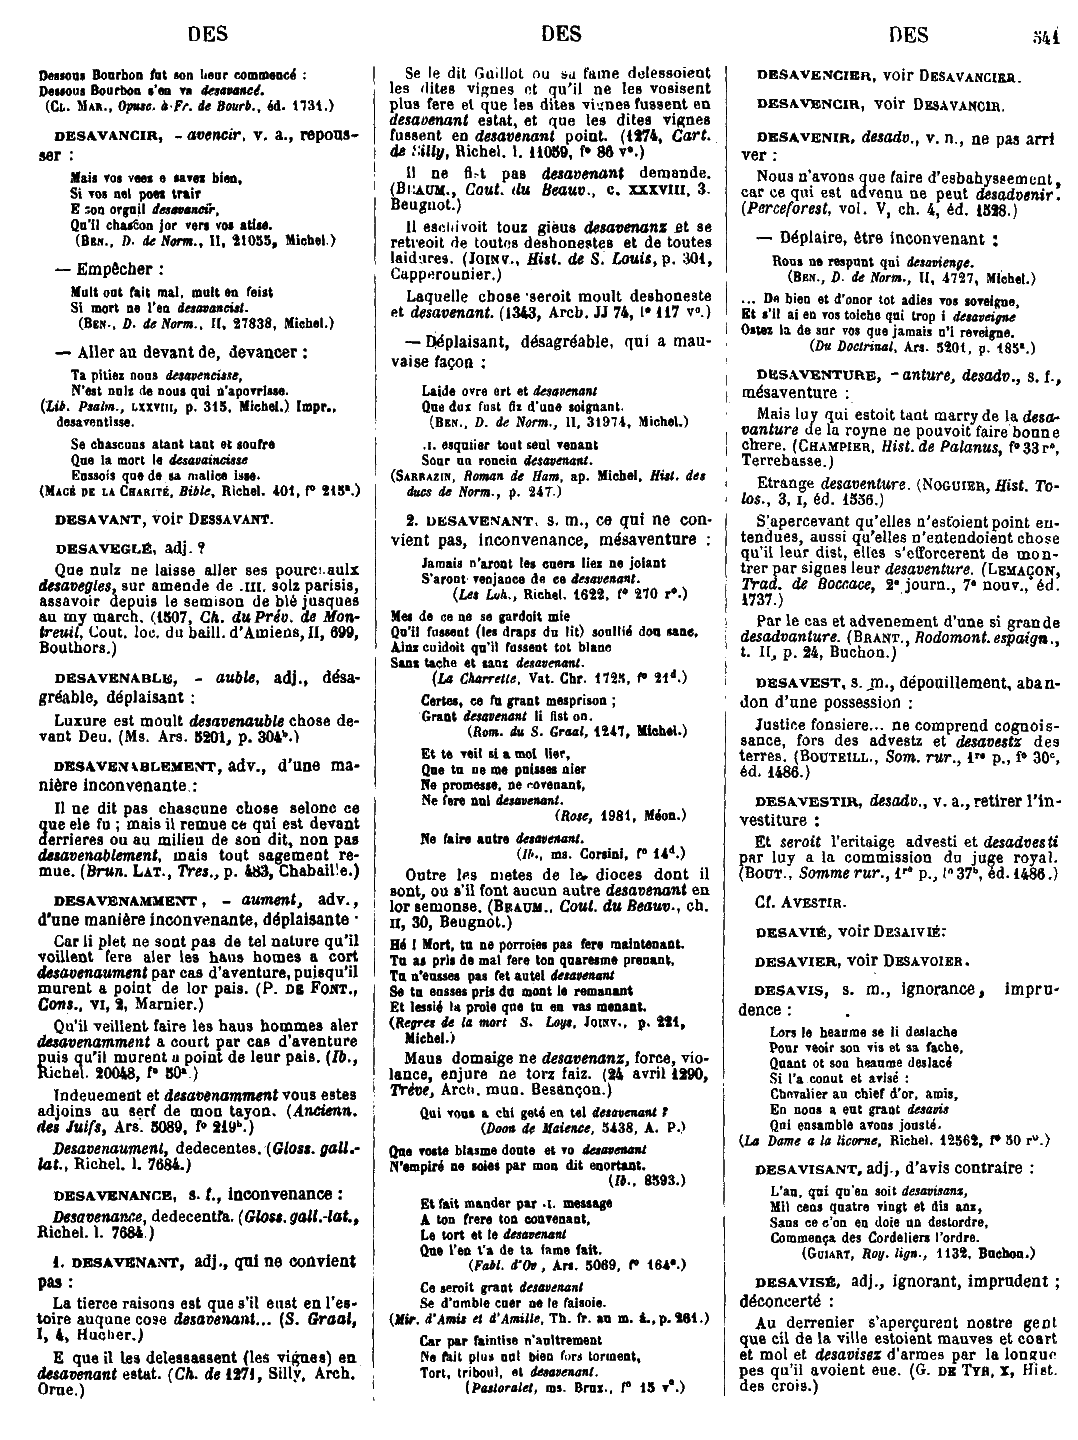 DES
DES
DES
541
Dessous Bourbon fut son heur commencé :
Dessous Bourbon s'en va desavancé.
(CL. MAR., Opusc. à Fr. de Bourb., éd. 1731.)
DESAVANCIR, - avencir, v. a., repous-
ser :
Mais vos veez e savez bien,
Si vos nel poez trair
E son orguil desavancir,
Qu'il chascon jor vers vos atise.
(BEN., D. de Norm., II, 21055, Michel.)
— Empêcher :
Mult ont fait mal, mult en feist
Si mort ne l'en desavancist.
(BEN., D. de Norm., II, 27838, Michel.)
— Aller au devant de, devancer :
Ta pitiez nous desavencisse,
N'est nulz de nous qui n'apovrisse.
(Lib. Psalm., LXXVIII, p. 315, Michel.) Impr.,
desaventisse.
Se chascuns atant tant et soufre
Que la mort le desavaincisse
Enssois que de sa malice isse.
(MACÉ DE LA CHARITÉ, Bible, Richel. 401, f° 215ª.)
DESAVANT, voir DESSAVANT.
DESAVEGLÉ, adj. ?
Que nulz ne laisse aller ses pourceaulx
desavegles, sur amende de .III. solz parisis,
assavoir depuis le semison de blé jusques
au my march. (1507, Ch. du Prév. de Mon-
treuil, Cout. loc. du baill. d'Amiens, II, 699,
Bouthors.)
DESAVENABLE, - auble, adj., désa-
gréable, déplaisant :
Luxure est moult desavenauble chose de-
vant Deu. (Ms. Ars. 5201, p. 304ᵇ.)
DESAVENABLEMENT, adv., d'une ma-
nière inconvenante :
Il ne dit pas chascune chose selonc ce
que ele fu ; mais il remue ce qui est devant
derrieres ou au milieu de son dit, non pas
desavenablement, mais tout sagement re-
mue. (Brun. LAT., Tres., p. 483, Chabaille.)
DESAVENAMMENT, - aument, adv.,
d'une manière inconvenante, déplaisante :
Car li plet ne sont pas de tel nature qu'il
voillent fere aler les haus homes a cort
desavenaument par cas d'aventure, puisqu'il
murent a point de lor pais. (P. DE FONT.,
Cons., VI, 2, Marnier.)
Qu'il veillent faire les haus hommes aler
desavenamment a court par cas d'aventure
puis qu'il murent a point de leur pais. (Ib.,
Richel. 20048, f° 50ª.)
Indeuement et desavenamment vous estes
adjoins au serf de mon tayon. (Ancienn.
des Juifs, Ars. 5089, f° 219ᵇ.)
Desavenaument, dedecentes. (Gloss. gall.-
lat., Richel. l. 7684.)
DESAVENANCE, s. f., inconvenance :
Desavenance, dedecentia. (Gloss. gall.-lat.,
Richel. l. 7684.)
1. DESAVENANT, adj., qui ne convient
pas :
La tierce raisons est que s'il eust en l'es-
toire aucune cose desavenant... (S. Graal,
I, 4, Hucher.)
E que il les delessassent (les vignes) en
desavenant estat. (Ch. de 1271, Silly, Arch.
Orne.)
Se le dit Guillot ou sa fame delessoient
les dites vignes et qu'il ne les vosisent
plus fere et que les dites vignes fussent en
desavenant estat, et que les dites vignes
fussent en desavenant point. (1274, Cart.
de Silly, Richel. l. 11059, f° 86 v°.)
Il ne fist pas desavenant demande.
(BEAUM., Cout. du Beauv., c. XXXVIII, 3.
Beugnot.)
Il eschivoit touz gieus desavenanz et se
retreoit de toutes deshonestes et de toutes
laidures. (JOINV., Hist. de S. Louis, p. 301,
Capperounier.)
Laquelle chose seroit moult deshoneste
et desavenant. (1343, Arch. JJ 74, f° 117 v°.)
— Déplaisant, désagréable, qui a mau-
vaise façon :
Laide ovre ert et desavenant
Que dux fust fiz d'une soignant.
(BEN., D. de Norm., II, 31974, Michel.)
.I. esquiier tout seul venant
Sour un roncin desavenant.
(SARRAZIN, Roman de Ham, ap. Michel, Hist. des
ducs de Norm., p. 247.)
2. DESAVENANT, s. m., ce qui ne con-
vient pas, inconvenance, mésaventure :
Jamais n'aront les cuers liez ne jolant
S'aront venjance de ce desavenant.
(Les Loh., Richel. 1622, f° 270 r°.)
Mes de ce ne se gardoit mie
Qu'il fussent (les draps du lit) soullié dou sanc,
Ainz cuidoit qu'il fussent tot blanc
Sanz tache et sanz desavenant.
(La Charrette, Vat. Chr. 1725, f° 21ᵈ.)
Certes, ce fu grant mesprison ;
Grant desavenant li fist on.
(Rom. du S. Graal, 1247, Michel.)
Et te veil si a moi lier,
Que tu ne me puisses nier
Ne promesse, ne covenant,
Ne fere nul desavenant.
(Rose, 1981, Méon.)
Ne faire autre desavenant.
(Ib., ms. Corsini, f° 14ᵈ.)
Outre les metes de le dioces dont il
sont, ou s'il font aucun autre desavenant en
lor semonse. (BEAUM., Cout. du Beauv., ch.
II, 30, Beugnot.)
Hé ! Mort, tu ne porroies pas fere maintenant.
Tu as pris de mal fere ton quaresme prenant,
Tu n'eusses pas fet autel desavenant
Se tu eusses pris du mont le remanant
Et lessié la proie que tu en vas menant.
(Regres de la mort S. Loys, JOINV., p. 221,
Michel.)
Maus domaige ne desavenanz, force, vio-
lance, enjure ne torz faiz. (24 avril 1290,
Trêve, Arch. mun. Besançon.)
Qui vous a chi geté en tel desavenant ?
(Doon de Maience, 5438, A. P.)
Que voste blasme doute et vo desavenant
N'empiré ne soies par mon dit enortant.
(Ib., 8593.)
Et fait mander par .I. message
A ton frere ton convenant,
Le tort et le desavenant
Que l'en t'a de ta fame fait.
(Fabl. d'Ov, Ars. 5069, f° 164ª.)
Ce seroit grant desavenant
Se d'umble cuer ne le faisoie.
(Mir. d'Amis et d'Amille, Th. fr. au m. â., p. 261.)
Car par faintise n'aultrement
Ne fait plus nul bien fors torment,
Tort, triboul, et desavenant.
(Pastoralet, ms. Brux., f° 15 v°.)
DESAVENCIER, voir DESAVANCIER.
DESAVENCIR, voir DESAVANCIR.
DESAVENIR, desadv., v. n., ne pas arri
ver :
Nous n'avons que faire d'esbahyssement,
car ce qui est advenu ne peut desadvenir.
(Perceforest, vol. V, ch. 4, éd. 1528.)
— Déplaire, être inconvenant :
Rous ne respunt qui desavienge.
(BEN., D. de Norm., II, 4727, Michel.)
... De bien et d'onor tot adies vos soveigne,
Et s'il ai en vos toiche qui trop i desaveigne
Ostez la de sur vos que jamais n'i reveigne.
(Du Doctrinal, Ars. 5201, p. 185ª.)
DESAVENTURE, - anture, desadv., s. f.,
mésaventure :
Mais luy qui estoit tant marry de la desa-
vanture de la royne ne pouvoit faire bonne
chere. (CHAMPIER, Hist. de Palanus, f° 33 r°,
Terrebasse.)
Etrange desaventure. (NOGUIER, Hist. To-
los., 3, I, éd. 1556.)
S'apercevant qu'elles n'estoient point en-
tendues, aussi qu'elles n'entendoient chose
qu'il leur dist, elles s'efforcerent de mon-
trer par signes leur desaventure. (LEMAÇON,
Trad. de Boccace, 2ᵉ journ., 7ᵉ nouv., éd.
1737.)
Par le cas et advenement d'une si grande
desadvanture. (BRANT., Rodomont. espaign.,
t. II, p. 24, Buchon.)
DESAVEST, s. m., dépouillement, aban-
don d'une possession :
Justice fonsiere... ne comprend cognois-
sance, fors des advestz et desavestz des
terres. (BOUTEILL., Som. rur., 1ʳᵉ p., f° 30ᶜ,
éd. 1486.)
DESAVESTIR, desadv., v. a., retirer l'in-
vestiture :
Et seroit l'eritaige advesti et desadvesti
par luy a la commission du juge royal.
(BOUT., Somme rur., 1ʳᵉ p., f° 37ᵇ, éd. 1486.)
Cf. AVESTIR.
DESAVIÉ, voir DESAIVIÉ.
DESAVIER, voir DESAVOIER.
DESAVIS, s. m., ignorance, impru-
dence :
Lors le heaume se li deslache
Pour veoir son vis et sa fache,
Quant ot son heaume deslacé
Si l'a conut et avisé :
Chevalier au chief d'or, amis,
En nous a eut grant desavis
Qui ensamble avons jousté.
(La Dame a la licorne, Richel. 12562, f° 50 r°.)
DESAVISANT, adj., d'avis contraire :
L'an, qui qu'en soit desavisanz,
Mil cens quatre vingt et dis anz,
Sans ce c'on en doie un destordre,
Commença des Cordeliers l'ordre.
(GUIART, Roy. lign., 1132, Buchon.)
DESAVISÉ, adj., ignorant, imprudent ;
déconcerté :
Au derrenier s'aperçurent nostre gent
que cil de la ville estoient mauves et coart
et mol et desavisez d'armes par la longue
pes qu'il avoient eue. (G. DE TYR, X, Hist.
des crois.)